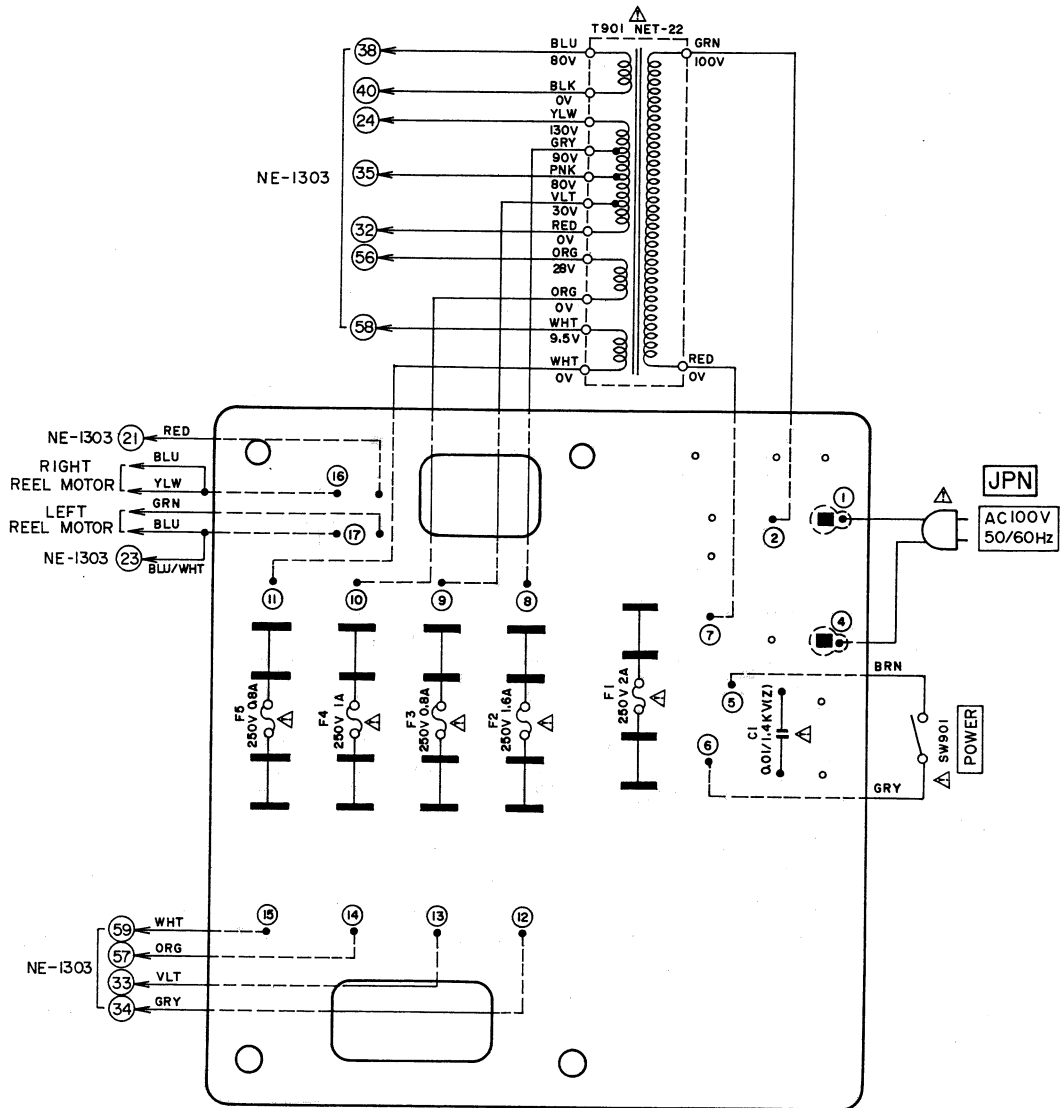 T901 NET-22
38 BLU 80V
GRN 100V
40 BLK 0V
24 YLW 130V
GRY 90V
NE-1303
35 PNK 80V
VLT 30V
32 RED 0V
56 ORG 28V
ORG 0V
58 WHT 9.5V
WHT 0V
RED 0V
NE-1303 21 RED
RIGHT REEL MOTOR
BLU
YLW
16
LEFT REEL MOTOR
GRN
BLU
17
NE-1303 23 BLU/WHT
JPN
AC 100V
50/60Hz
1
2
11
10
9
8
7
4
BRN
5
F5 250V 0.8A
F4 250V 1A
F3 250V 0.8A
F2 250V 1.6A
F1 250V 2A
6
C1 0.01/1.4KV(Z)
SW901
POWER
GRY
15
14
13
12
NE-1303
59 WHT
57 ORG
33 VLT
34 GRY